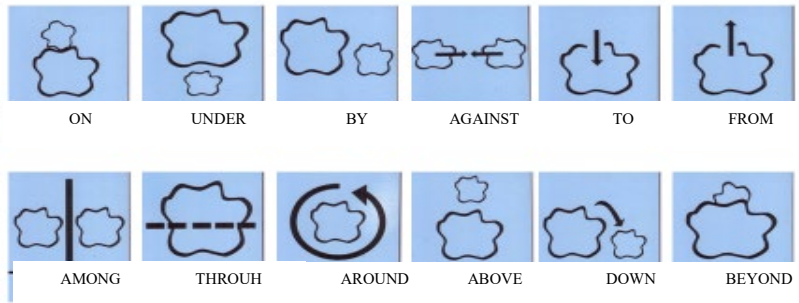 ON UNDER BY AGAINST TO FROM
AMONG THROUH AROUND ABOVE DOWN BEYOND